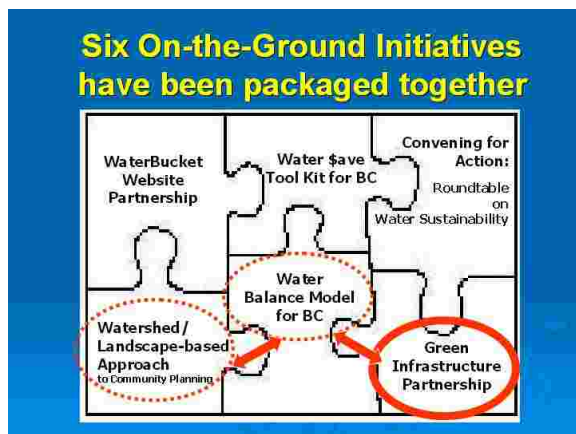 Six On-the-Ground Initiatives
have been packaged together
WaterBucket
Website
Partnership
Water $ave
Tool Kit for BC
Convening for
Action:
Roundtable
on
Water Sustainability
Watershed/
Landscape-based
Approach
to Community Planning
Water
Balance Model
for BC
Green
Infrastructure
Partnership